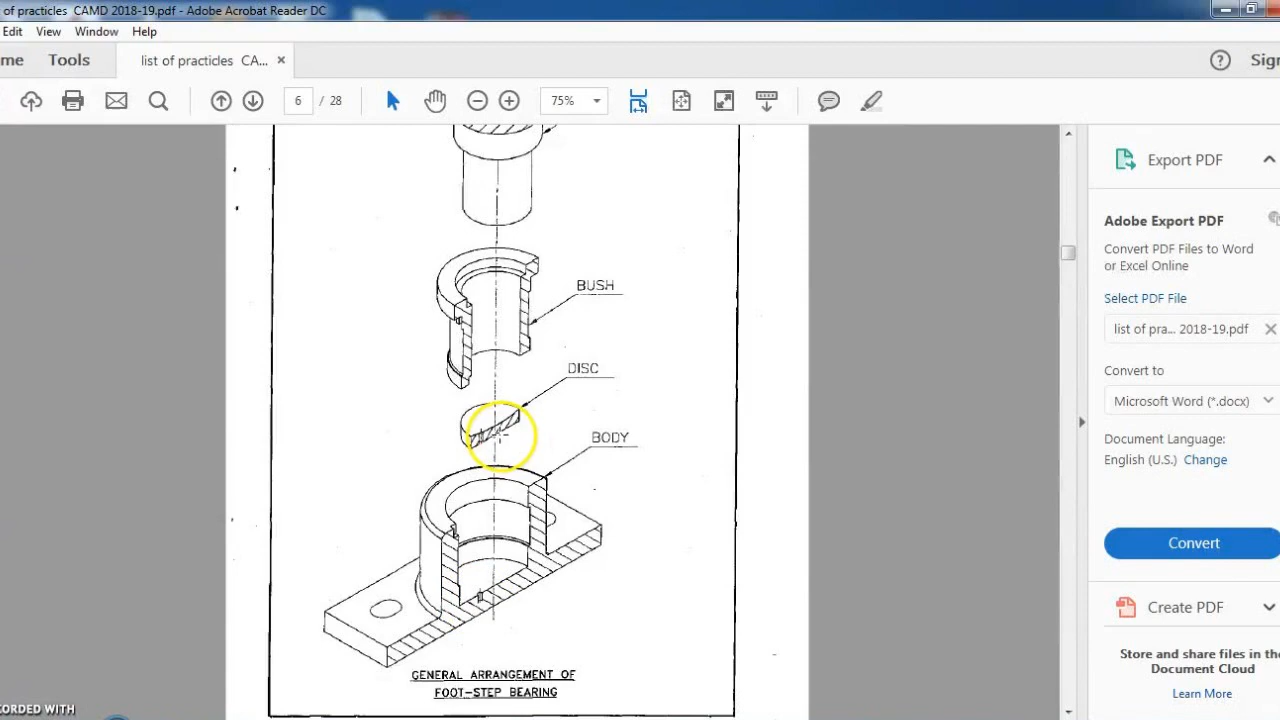 of practicles CAMD 2018-19.pdf - Adobe Acrobat Reader DC
Edit View Window Help
me Tools list of practicles CA... ×
Sign
6 / 28 75%
Export PDF
Adobe Export PDF
Convert PDF Files to Word
or Excel Online
Select PDF File
list of pra... 2018-19.pdf
Convert to
Microsoft Word (*.docx)
Document Language:
English (U.S.) Change
Convert
Create PDF
Store and share files in the
Document Cloud
Learn More
BUSH
DISC
BODY
GENERAL ARRANGEMENT OF
FOOT-STEP BEARING
CORDED WITH